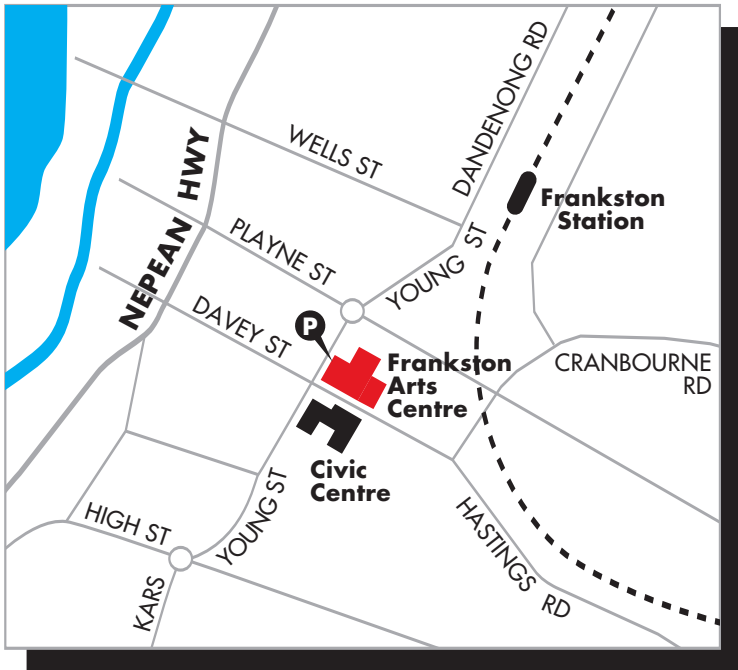 DANDENONG RD
WELLS ST
NEPEAN HWY
Frankston
Station
PLAYNE ST
YOUNG ST
DAVEY ST
P
Frankston
Arts
Centre
CRANBOURNE
RD
Civic
Centre
YOUNG ST
HIGH ST
HASTINGS RD
KARS